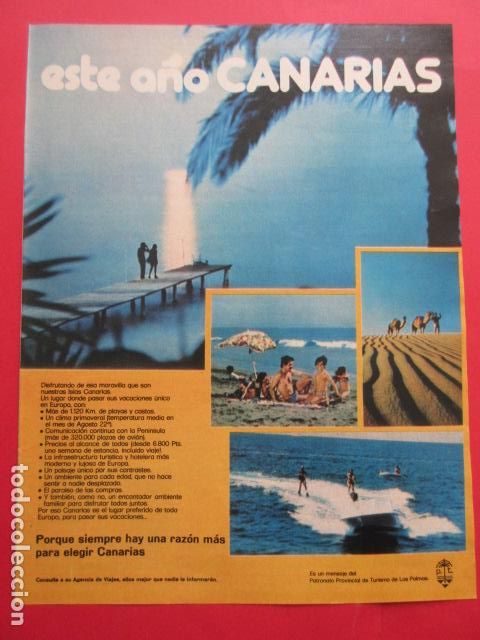 este año CANARIAS
Disfrutando de esa maravilla que son
nuestras Islas Canarias.
Un lugar donde pasar sus vacaciones único
en Europa, con:
• Más de 1.120 Km. de playas y costas.
• Un clima primaveral (temperatura media en
el mes de Agosto 22º).
• Comunicación continua con la Península
(más de 320.000 plazas de avión).
• Precios al alcance de todos (desde 6.800 Pts.
una semana de estancia, incluido viaje).
• La infraestructura turística y hotelera más
moderna y lujosa de Europa.
• Un paisaje único por sus contrastes.
• Un ambiente para cada edad, que no hace
sentir a nadie desplazado.
• El paraíso de las compras.
• Y también, como no, un encantador ambiente
familiar para disfrutar todos juntos.
Por eso Canarias es el lugar preferido de toda
Europa, para pasar sus vacaciones...
Porque siempre hay una razón más
para elegir Canarias
Consulte a su Agencia de Viajes, ellos mejor que nadie le informarán.
Es un mensaje del
Patronato Provincial de Turismo de Las Palmas.
todocoleccion
todocoleccion.net